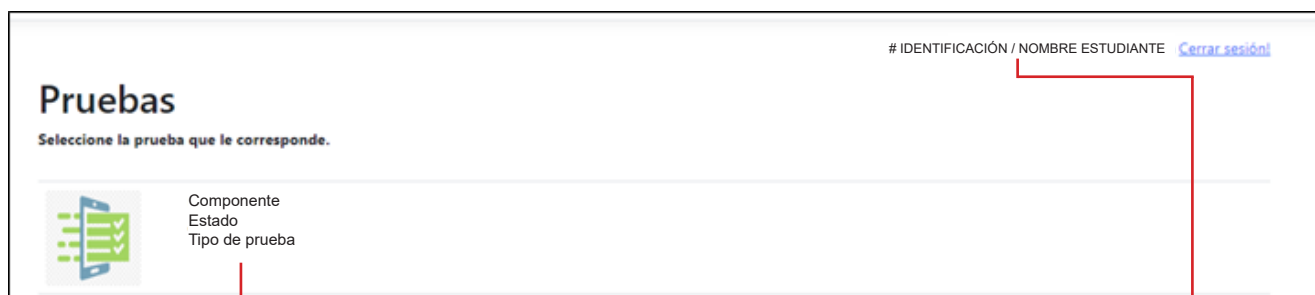 # IDENTIFICACIÓN / NOMBRE ESTUDIANTE Cerrar sesión!
Pruebas
Seleccione la prueba que le corresponde.
Componente
Estado
Tipo de prueba